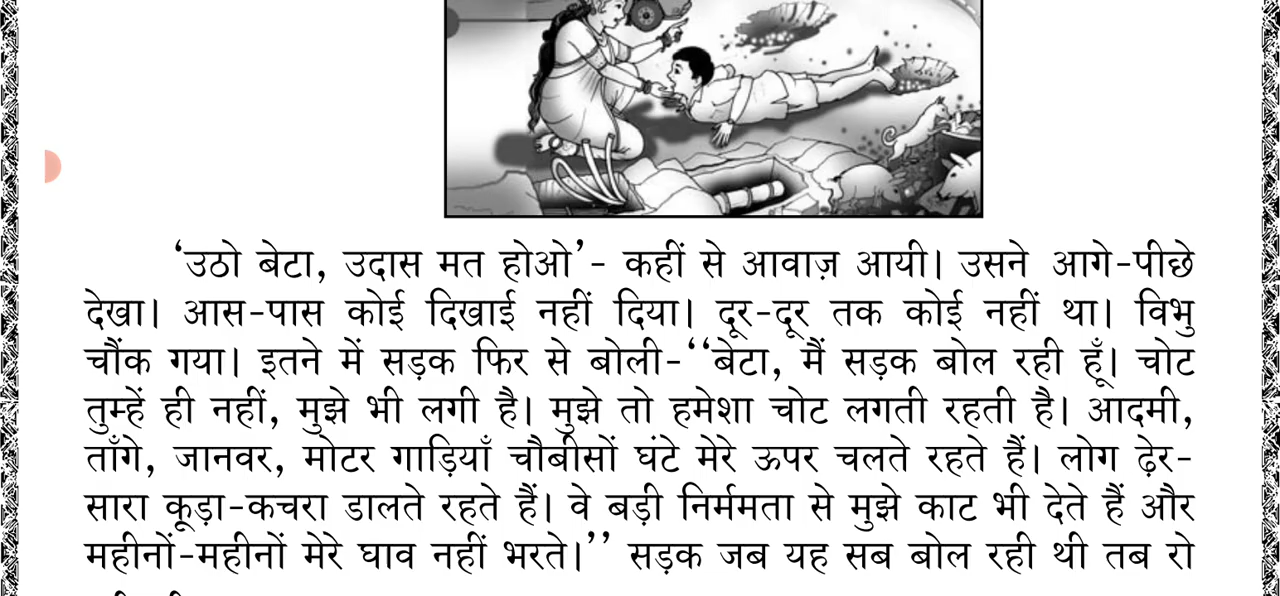 ‘उठो बेटा, उदास मत होओ’- कहीं से आवाज़ आयी। उसने आगे-पीछे
देखा। आस-पास कोई दिखाई नहीं दिया। दूर-दूर तक कोई नहीं था। विभु
चौंक गया। इतने में सड़क फिर से बोली-‘‘बेटा, मैं सड़क बोल रही हूँ। चोट
तुम्हें ही नहीं, मुझे भी लगी है। मुझे तो हमेशा चोट लगती रहती है। आदमी,
ताँगे, जानवर, मोटर गाड़ियाँ चौबीसों घंटे मेरे ऊपर चलते रहते हैं। लोग ढ़ेर-
सारा कूड़ा-कचरा डालते रहते हैं। वे बड़ी निर्ममता से मुझे काट भी देते हैं और
महीनों-महीनों मेरे घाव नहीं भरते।’’ सड़क जब यह सब बोल रही थी तब रो